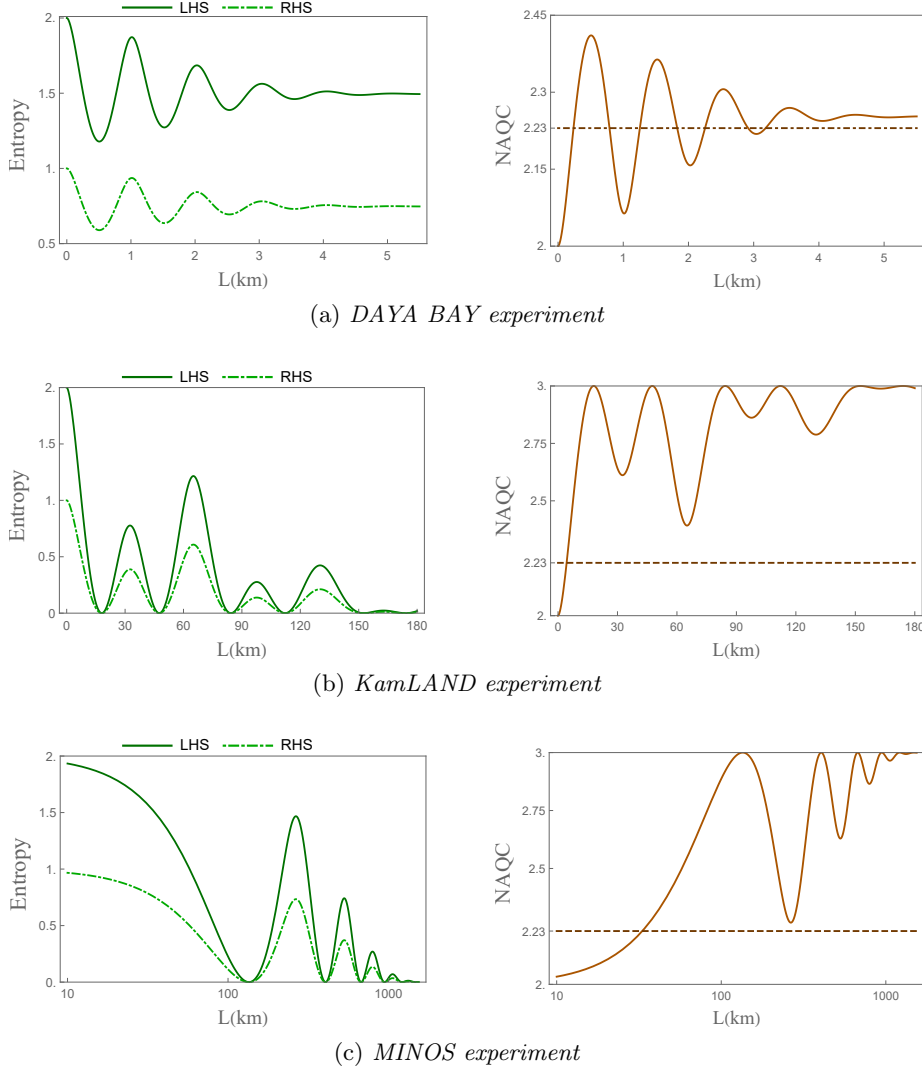 LHS RHS
2.
1.5
1.
0.5
0 1 2 3 4 5
Entropy
L(km)
2.45
2.3
2.23
2.15
2.
0 1 2 3 4 5
NAQC
L(km)
(a) DAYA BAY experiment
LHS RHS
2.
1.5
1.
0.5
0.
0 30 60 90 120 150 180
Entropy
L(km)
3.
2.75
2.5
2.23
2.
0 30 60 90 120 150 180
NAQC
L(km)
(b) KamLAND experiment
LHS RHS
2.
1.5
1.
0.5
0.
10 100 1000
Entropy
L(km)
3.
2.75
2.5
2.23
2.
10 100 1000
NAQC
L(km)
(c) MINOS experiment